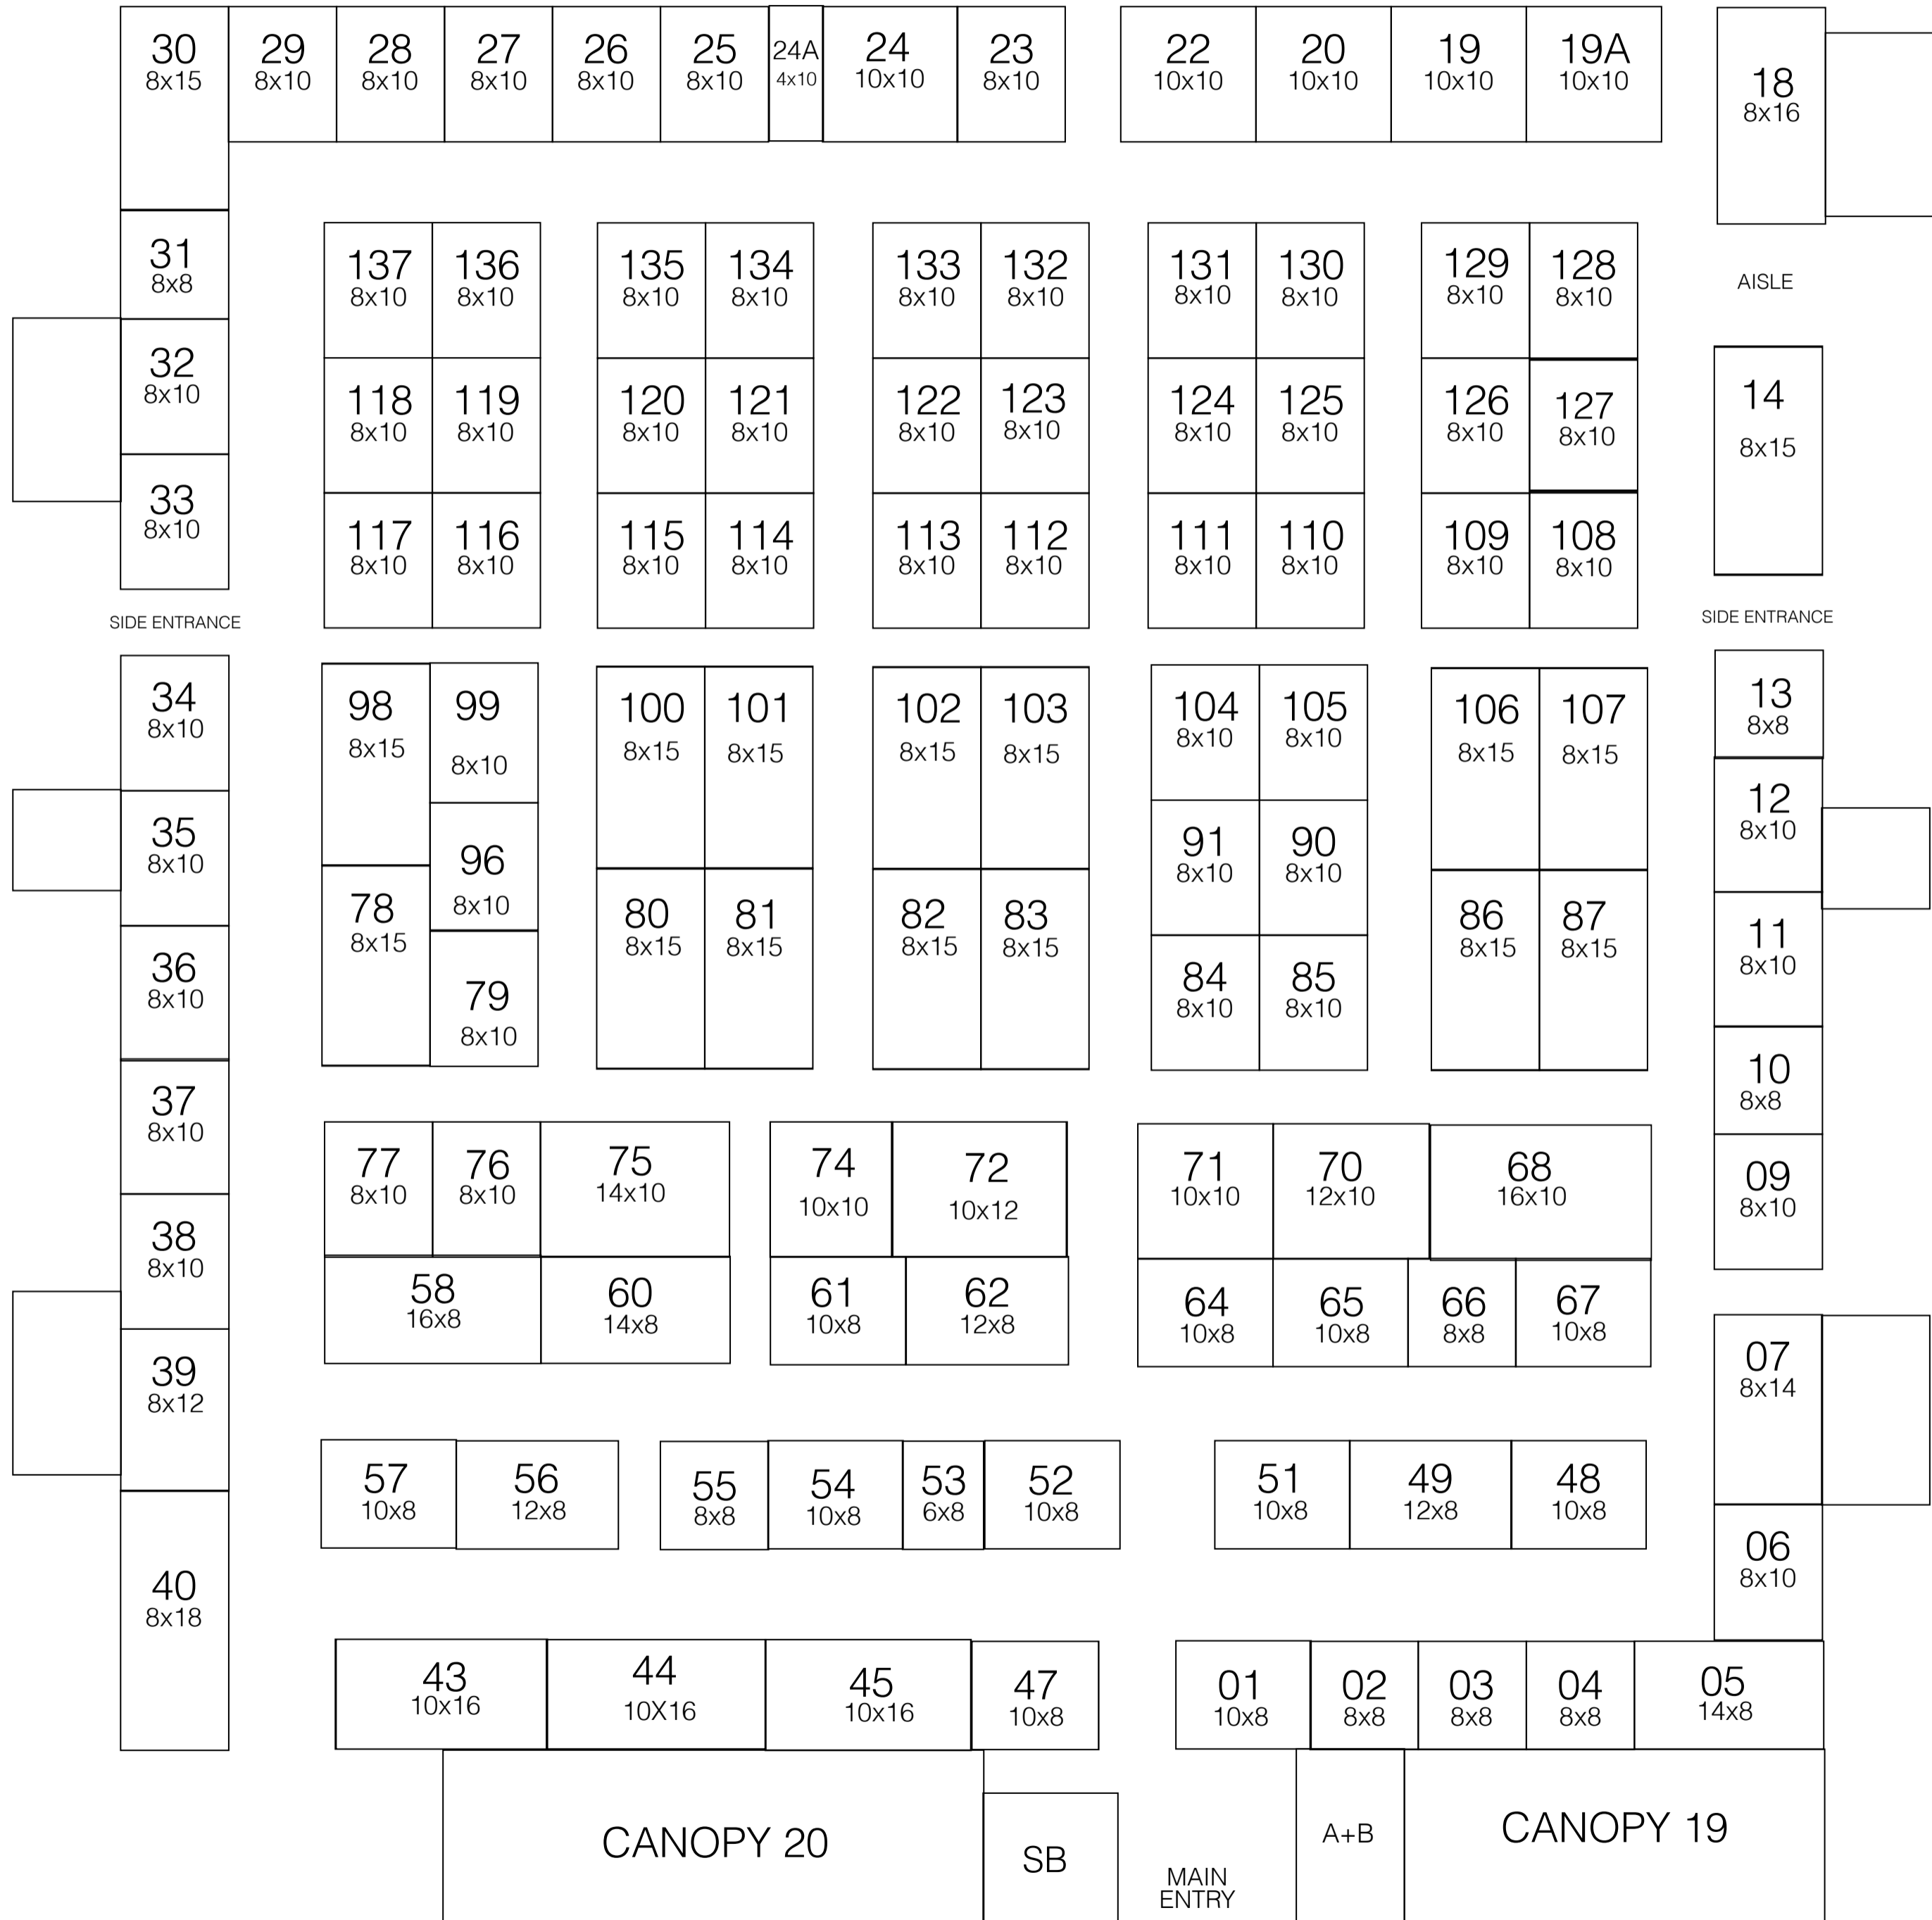 30
8x15
29
8x10
28
8x10
27
8x10
26
8x10
25
8x10
24A
4x10
24
10x10
23
8x10
22
10x10
20
10x10
19
10x10
19A
10x10
18
8x16
31
8x8
32
8x10
33
8x10
SIDE ENTRANCE
137
8x10
136
8x10
135
8x10
134
8x10
133
8x10
132
8x10
131
8x10
130
8x10
129
8x10
128
8x10
AISLE
118
8x10
119
8x10
120
8x10
121
8x10
122
8x10
123
8x10
124
8x10
125
8x10
126
8x10
127
8x10
14
8x15
117
8x10
116
8x10
115
8x10
114
8x10
113
8x10
112
8x10
111
8x10
110
8x10
109
8x10
108
8x10
SIDE ENTRANCE
34
8x10
35
8x10
36
8x10
37
8x10
38
8x10
39
8x12
40
8x18
98
8x15
99
8x10
96
8x10
78
8x15
79
8x10
100
8x15
101
8x15
80
8x15
81
8x15
102
8x15
103
8x15
82
8x15
83
8x15
104
8x10
105
8x10
91
8x10
90
8x10
84
8x10
85
8x10
106
8x15
107
8x15
86
8x15
87
8x15
13
8x8
12
8x10
11
8x10
10
8x8
09
8x10
77
8x10
76
8x10
75
14x10
74
10x10
72
10x12
71
10x10
70
12x10
68
16x10
58
16x8
60
14x8
61
10x8
62
12x8
64
10x8
65
10x8
66
8x8
67
10x8
07
8x14
06
8x10
57
10x8
56
12x8
55
8x8
54
10x8
53
6x8
52
10x8
51
10x8
49
12x8
48
10x8
43
10x16
44
10X16
45
10x16
47
10x8
01
10x8
02
8x8
03
8x8
04
8x8
05
14x8
CANOPY 20
SB
MAIN
ENTRY
A+B
CANOPY 19